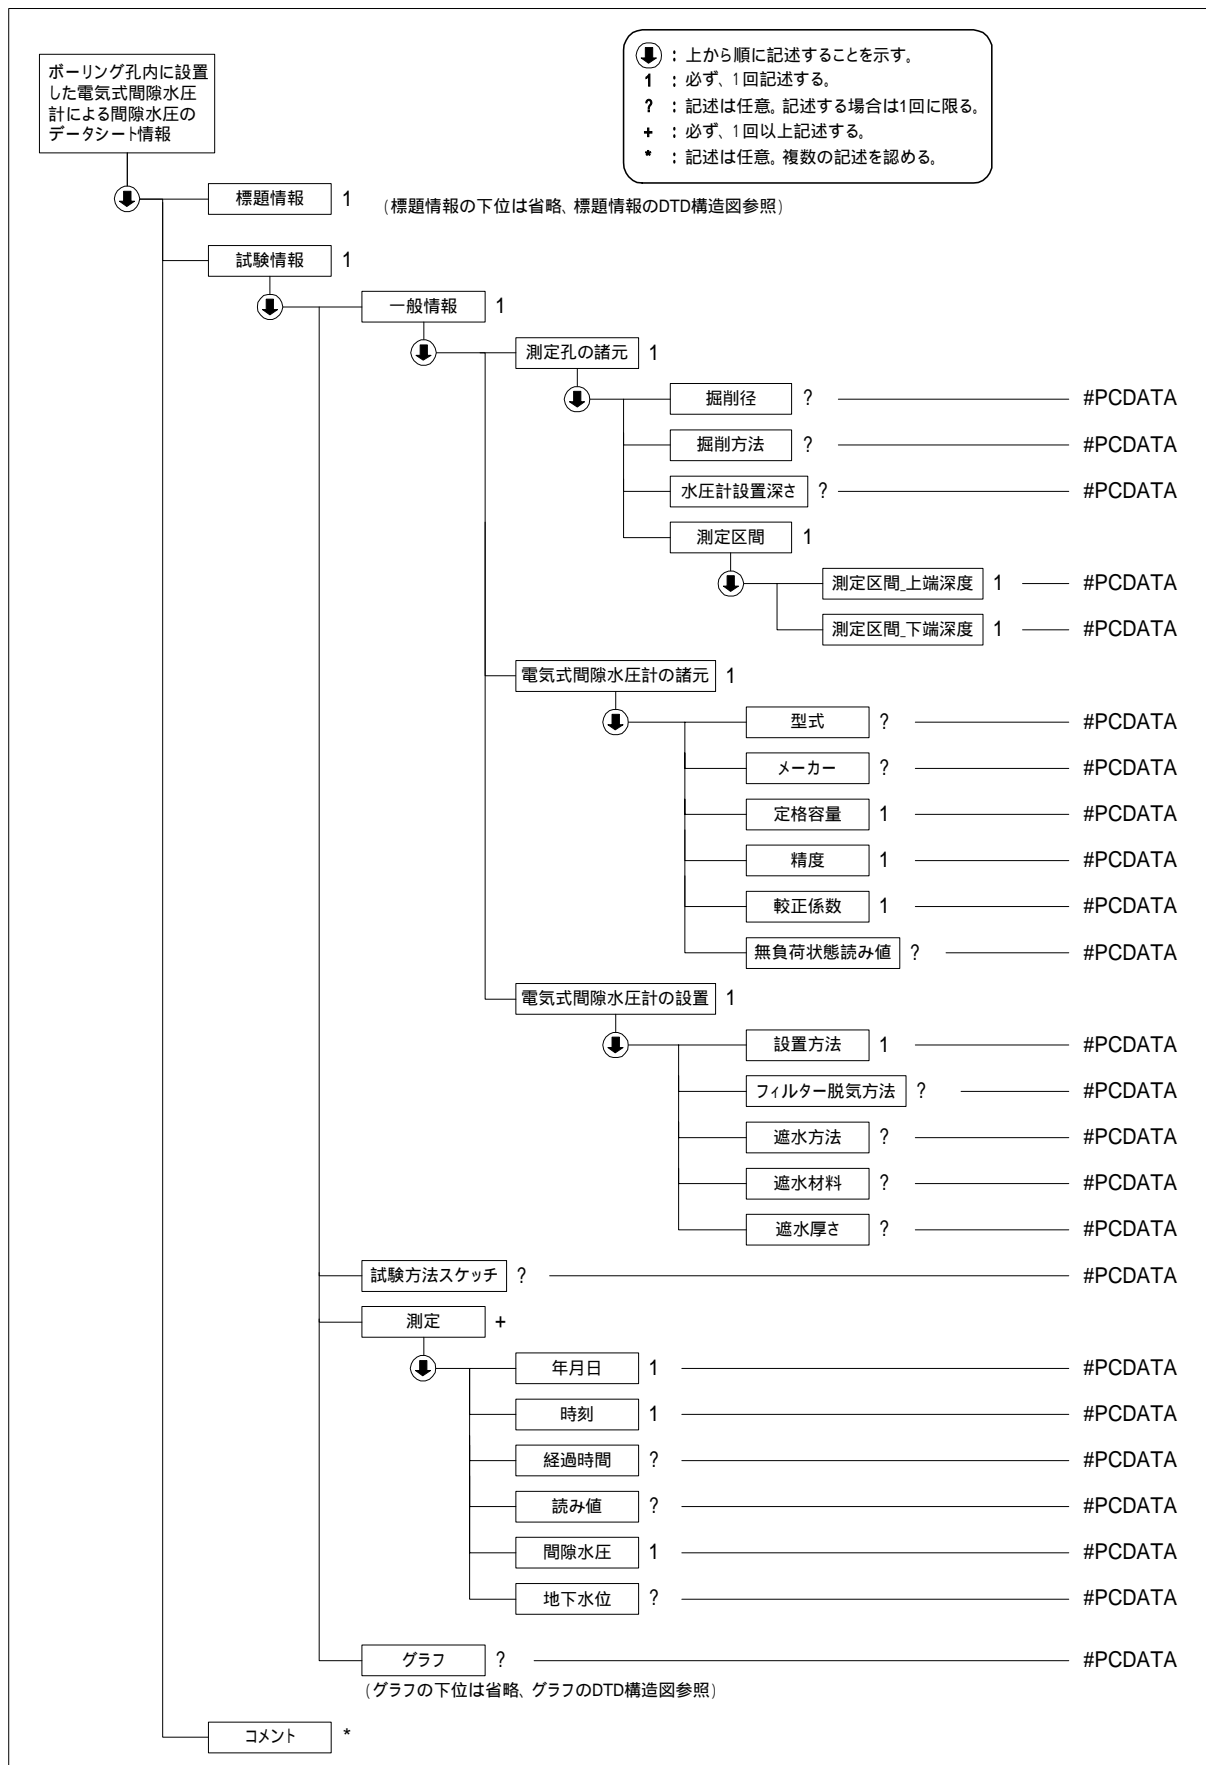 ボーリング孔内に設置
した電気式間隙水圧
計による間隙水圧の
データシート情報
：上から順に記述することを示す。
1 ：必ず、1回記述する。
? ：記述は任意。記述する場合は1回に限る。
+ ：必ず、1回以上記述する。
* ：記述は任意。複数の記述を認める。
標題情報 1 (標題情報の下位は省略、標題情報のDTD構造図参照)
試験情報 1
一般情報 1
測定孔の諸元 1
掘削径 ? #PCDATA
掘削方法 ? #PCDATA
水圧計設置深さ ? #PCDATA
測定区間 1
測定区間_上端深度 1 #PCDATA
測定区間_下端深度 1 #PCDATA
電気式間隙水圧計の諸元 1
型式 ? #PCDATA
メーカー ? #PCDATA
定格容量 1 #PCDATA
精度 1 #PCDATA
較正係数 1 #PCDATA
無負荷状態読み値 ? #PCDATA
電気式間隙水圧計の設置 1
設置方法 1 #PCDATA
フィルター脱気方法 ? #PCDATA
遮水方法 ? #PCDATA
遮水材料 ? #PCDATA
遮水厚さ ? #PCDATA
試験方法スケッチ ? #PCDATA
測定 +
年月日 1 #PCDATA
時刻 1 #PCDATA
経過時間 ? #PCDATA
読み値 ? #PCDATA
間隙水圧 1 #PCDATA
地下水位 ? #PCDATA
グラフ ? #PCDATA
(グラフの下位は省略、グラフのDTD構造図参照)
コメント *